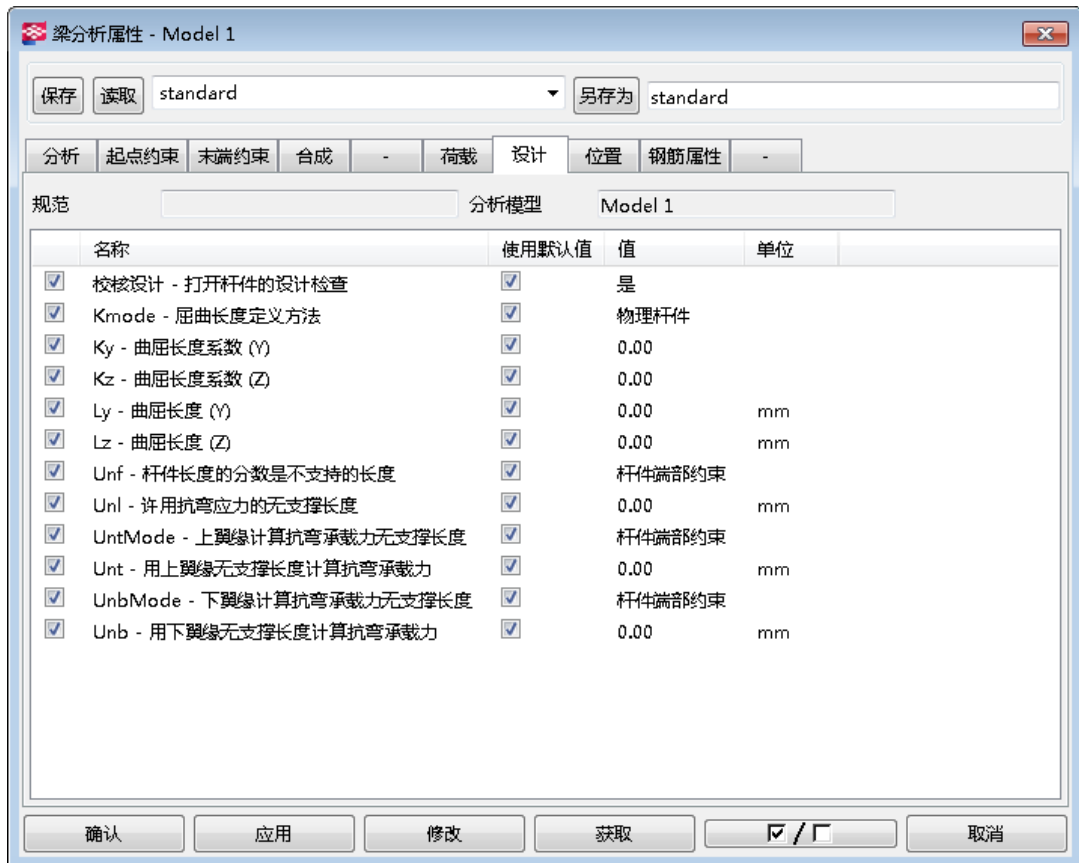 梁分析属性 - Model 1
保存 读取 standard 另存为 standard
分析 起点约束 末端约束 合成 - 荷载 设计 位置 钢筋属性 -
规范 分析模型 Model 1
名称 使用默认值 值 单位
校核设计 - 打开杆件的设计检查 是
Kmode - 屈曲长度定义方法 物理杆件
Ky - 曲屈长度系数 (Y) 0.00
Kz - 曲屈长度系数 (Z) 0.00
Ly - 曲屈长度 (Y) 0.00 mm
Lz - 曲屈长度 (Z) 0.00 mm
Unf - 杆件长度的分数是不支持的长度 杆件端部约束
Unl - 许用抗弯应力的无支撑长度 0.00 mm
UntMode - 上翼缘计算抗弯承载力无支撑长度 杆件端部约束
Unt - 用上翼缘无支撑长度计算抗弯承载力 0.00 mm
UnbMode - 下翼缘计算抗弯承载力无支撑长度 杆件端部约束
Unb - 用下翼缘无支撑长度计算抗弯承载力 0.00 mm
确认 应用 修改 获取 / 取消